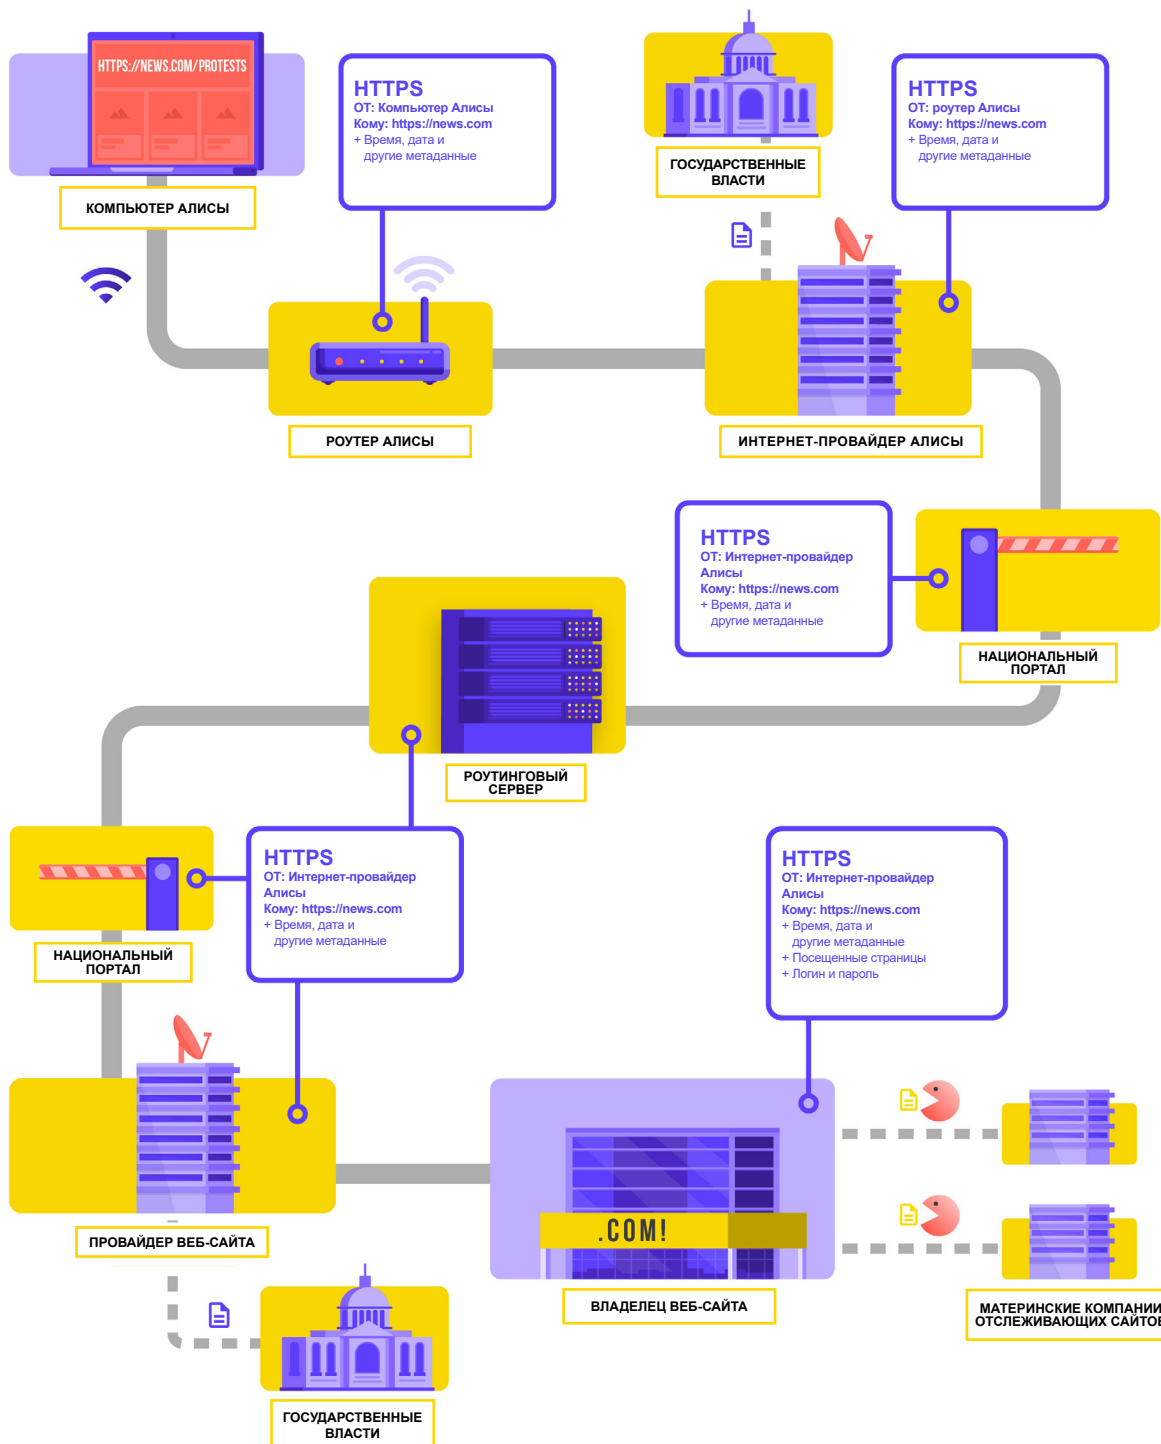 HTTPS://NEWS.COM/PROTESTS
КОМПЬЮТЕР АЛИСЫ
HTTPS
ОТ: Компьютер Алисы
Кому: https://news.com
+ Время, дата и
другие метаданные
ГОСУДАРСТВЕННЫЕ
ВЛАСТИ
HTTPS
ОТ: роутер Алисы
Кому: https://news.com
+ Время, дата и
другие метаданные
РОУТЕР АЛИСЫ
ИНТЕРНЕТ-ПРОВАЙДЕР АЛИСЫ
HTTPS
ОТ: Интернет-провайдер
Алисы
Кому: https://news.com
+ Время, дата и
другие метаданные
НАЦИОНАЛЬНЫЙ
ПОРТАЛ
РОУТИНГОВЫЙ
СЕРВЕР
HTTPS
ОТ: Интернет-провайдер
Алисы
Кому: https://news.com
+ Время, дата и
другие метаданные
HTTPS
ОТ: Интернет-провайдер
Алисы
Кому: https://news.com
+ Время, дата и
другие метаданные
+ Посещенные страницы
+ Логин и пароль
НАЦИОНАЛЬНЫЙ
ПОРТАЛ
ПРОВАЙДЕР ВЕБ-САЙТА
.COM!
ВЛАДЕЛЕЦ ВЕБ-САЙТА
МАТЕРИНСКИЕ КОМПАНИИ
ОТСЛЕЖИВАЮЩИХ САЙТОВ
ГОСУДАРСТВЕННЫЕ
ВЛАСТИ